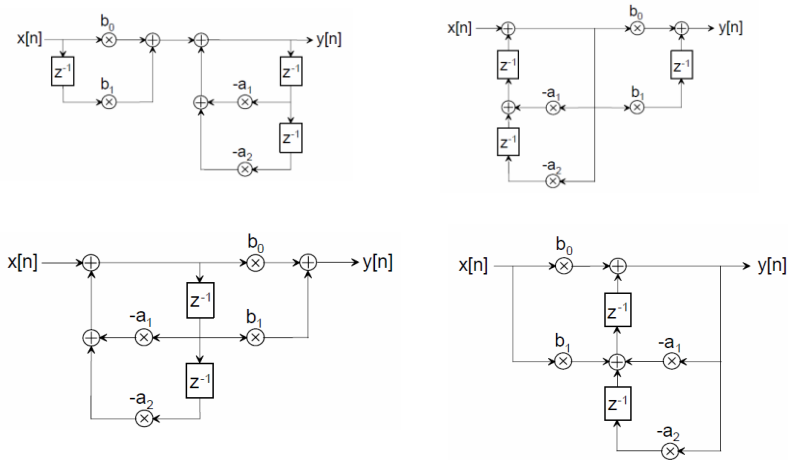 x[n] b₀ y[n]
z⁻¹ z⁻¹
b₁ -a₁
z⁻¹
-a₂
x[n] b₀ y[n]
z⁻¹ z⁻¹
-a₁ b₁
z⁻¹
-a₂
x[n] b₀ y[n]
z⁻¹
-a₁ b₁
z⁻¹
-a₂
x[n] b₀ y[n]
z⁻¹
b₁ -a₁
z⁻¹
-a₂